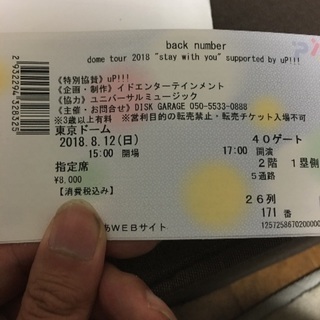 back number
dome tour 2018 "stay with you" supported by uP!!!
《特別協賛》uP!!!
《企画・制作》イドエンターテインメント
《協力》ユニバーサルミュージック
《主催・お問合せ》DISK GARAGE 050-5533-0888
※3歳以上有料 ※営利目的の転売禁止・転売チケット入場不可
東京ドーム 40ゲート
2018. 8.12(日) 17:00 開演
15:00 開場 2階 1塁側
指定席 5通路
¥8,000
【消費税込み】 26列
171 番
WEBサイト